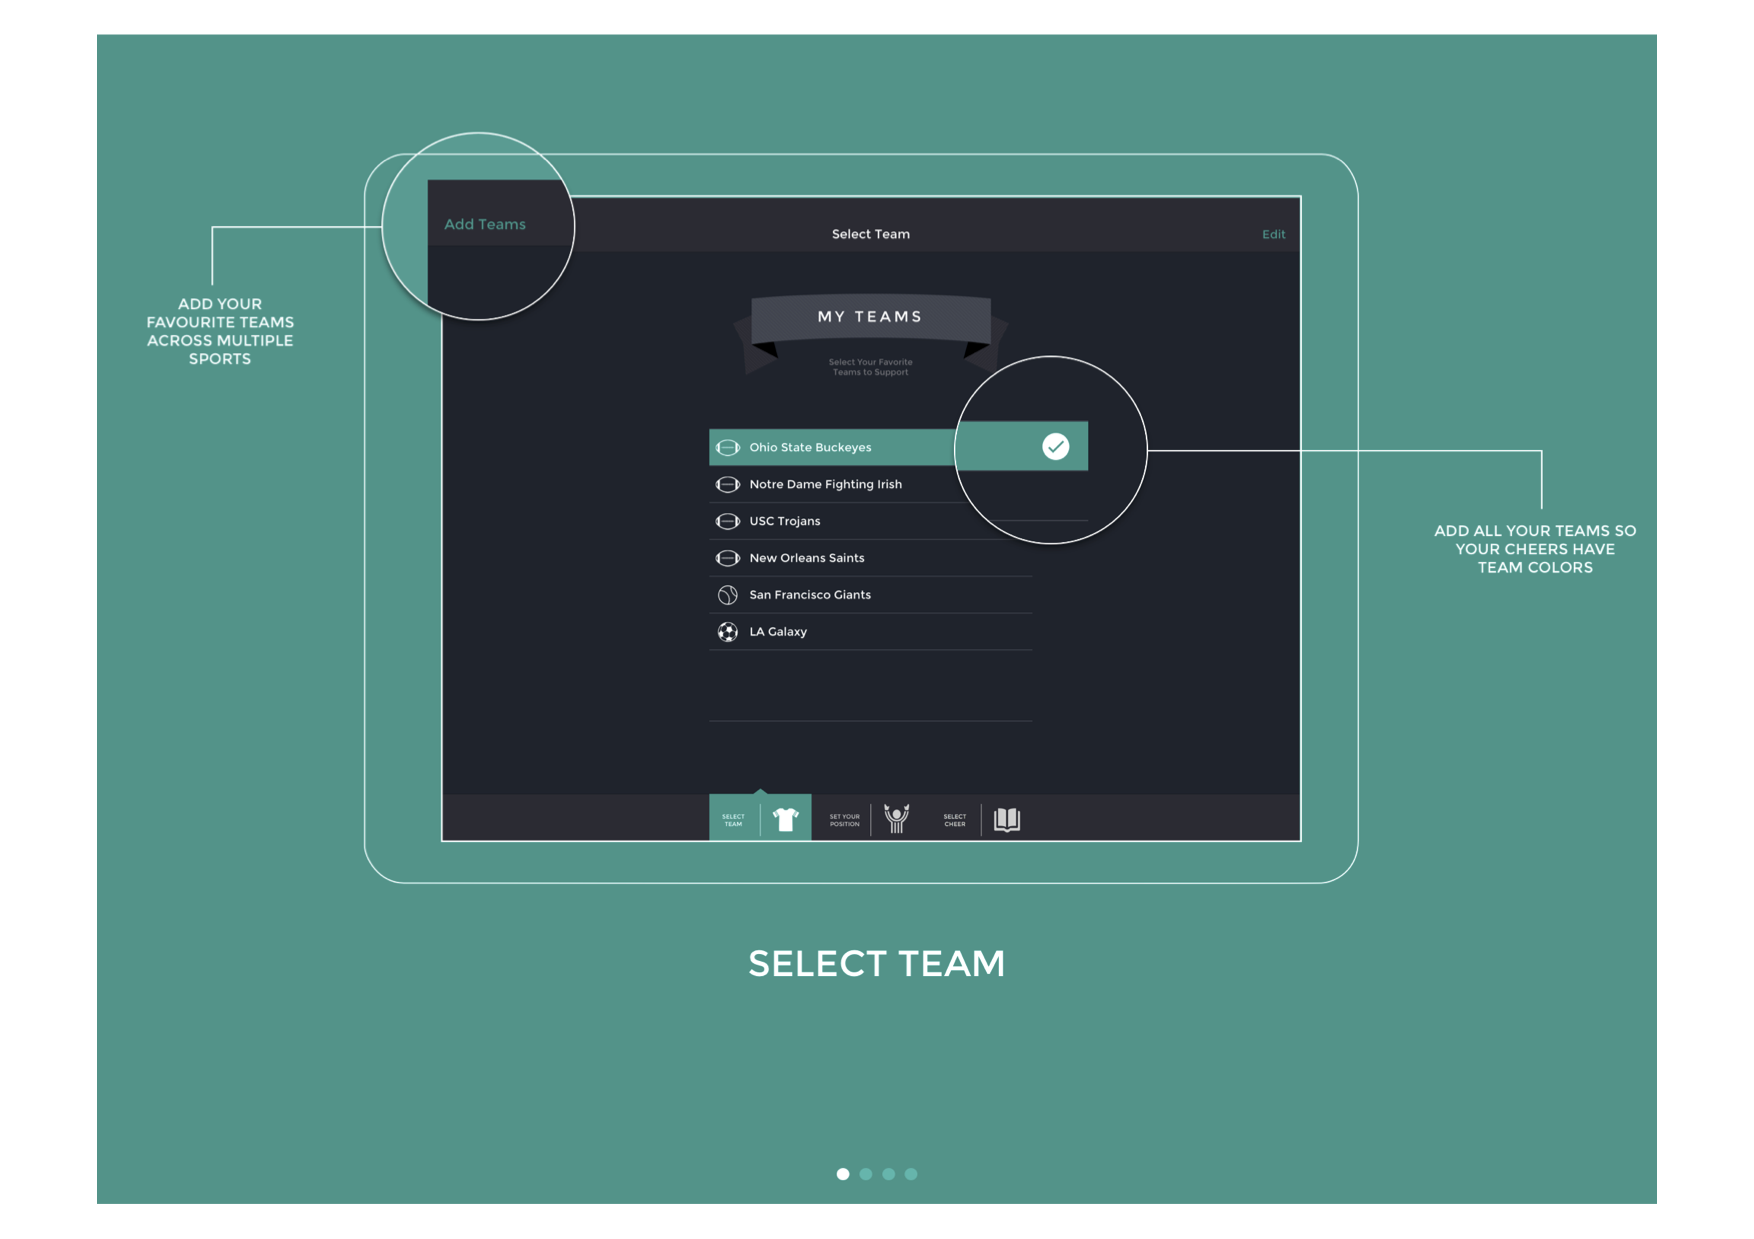 Add Teams
Select Team
Edit
ADD YOUR
FAVOURITE TEAMS
ACROSS MULTIPLE
SPORTS
MY TEAMS
Select Your Favorite
Teams to Support
Ohio State Buckeyes
Notre Dame Fighting Irish
USC Trojans
New Orleans Saints
San Francisco Giants
LA Galaxy
ADD ALL YOUR TEAMS SO
YOUR CHEERS HAVE
TEAM COLORS
SELECT
TEAM
SET YOUR
POSITION
SELECT
CHEER
SELECT TEAM